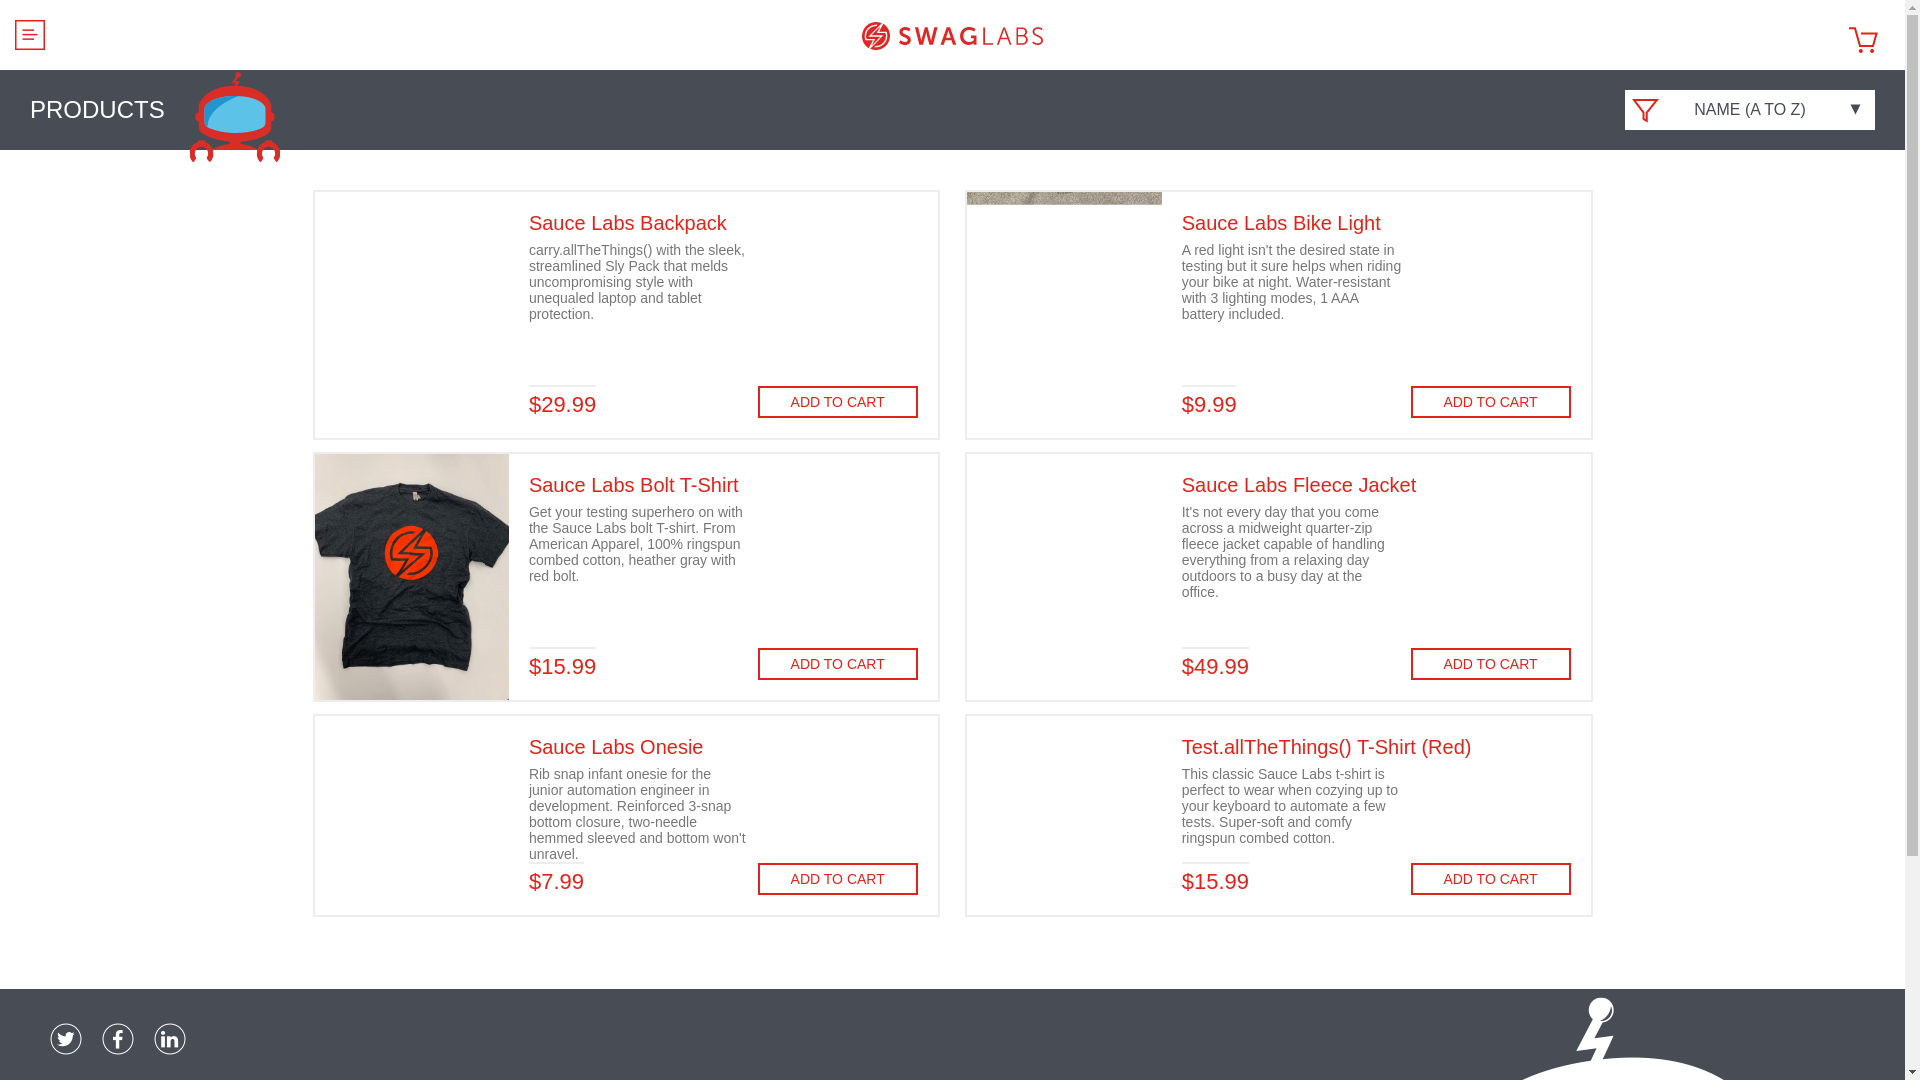 SWAGLABS
PRODUCTS
NAME (A TO Z)
Sauce Labs Backpack
carry.allTheThings() with the sleek,
streamlined Sly Pack that melds
uncompromising style with
unequaled laptop and tablet
protection.
$29.99
ADD TO CART
Sauce Labs Bike Light
A red light isn't the desired state in
testing but it sure helps when riding
your bike at night. Water-resistant
with 3 lighting modes, 1 AAA
battery included.
$9.99
ADD TO CART
Sauce Labs Bolt T-Shirt
Get your testing superhero on with
the Sauce Labs bolt T-shirt. From
American Apparel, 100% ringspun
combed cotton, heather gray with
red bolt.
$15.99
ADD TO CART
Sauce Labs Fleece Jacket
It's not every day that you come
across a midweight quarter-zip
fleece jacket capable of handling
everything from a relaxing day
outdoors to a busy day at the
office.
$49.99
ADD TO CART
Sauce Labs Onesie
Rib snap infant onesie for the
junior automation engineer in
development. Reinforced 3-snap
bottom closure, two-needle
hemmed sleeved and bottom won't
unravel.
$7.99
ADD TO CART
Test.allTheThings() T-Shirt (Red)
This classic Sauce Labs t-shirt is
perfect to wear when cozying up to
your keyboard to automate a few
tests. Super-soft and comfy
ringspun combed cotton.
$15.99
ADD TO CART